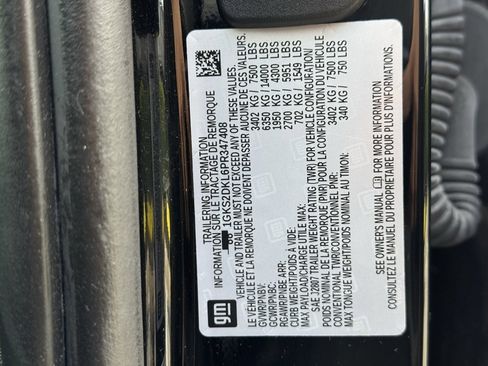 TRAILERING INFORMATION
INFORMATION SUR LE TRACTAGE DE REMORQUE
1GKS2DKL6PR347408
VEHICLE AND TRAILER MUST NOT EXCEED ANY OF THESE VALUES.
LE VÉHICULE ET LA REMORQUE NE DOIVENT DÉPASSER AUCUNE DE CES VALEURS.
GVWR/PNBV: 3402 KG / 7500 LBS
GCWR/PNBC: 6350 KG / 14000 LBS
RGAWR/PNBE ARR: 1950 KG / 4300 LBS
CURB WEIGHT/POIDS À VIDE: 2700 KG / 5951 LBS
MAX PAYLOAD/CHARGE UTILE MAX: 702 KG / 1549 LBS
SAE J2807 TRAILER WEIGHT RATING (TWR) FOR VEHICLE CONFIGURATION/
POIDS NOMINAL DE REMORQUE (PNR) POUR LA CONFIGURATION DU VÉHICULE
CONVENTIONAL TWR/CONVENTIONNEL PNR: 3402 KG / 7500 LBS
MAX TONGUE WEIGHT/POIDS NOMINAL AU TIMON: 340 KG / 750 LBS
SEE OWNER'S MANUAL FOR MORE INFORMATION.
VOIR LE MANUEL DU PROPRIÉTAIRE POUR PLUS D'INFORMATIONS.
gm